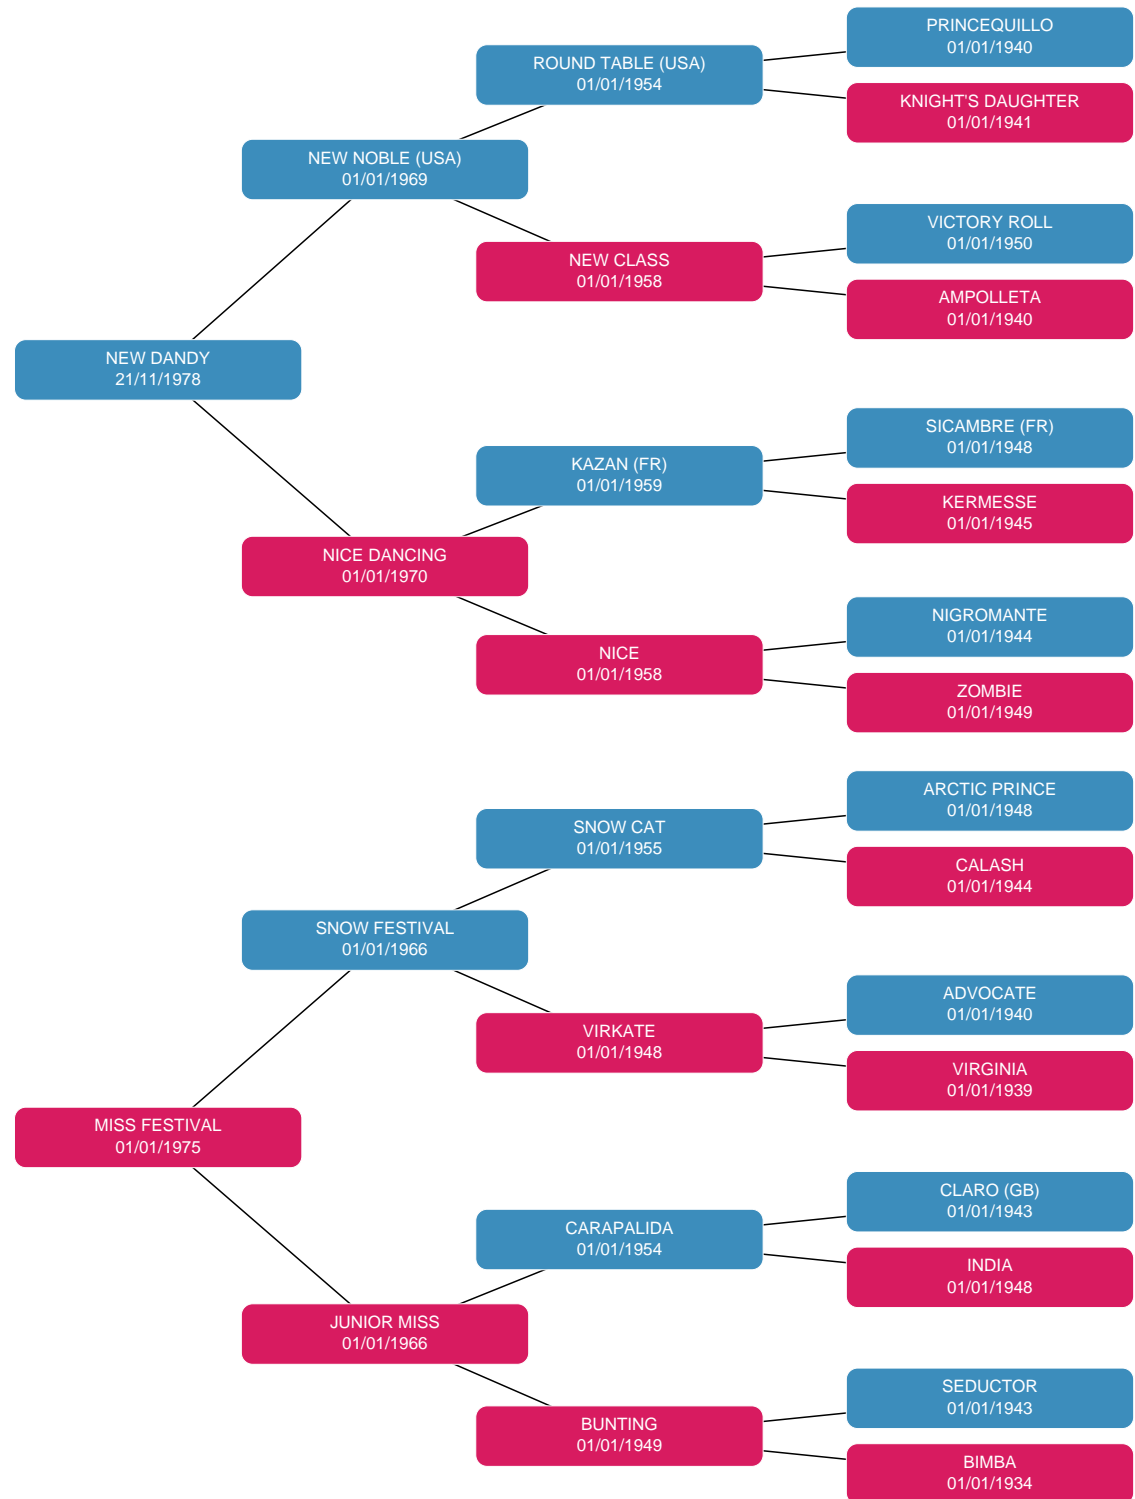 PRINCEQUILLO
01/01/1940
ROUND TABLE (USA)
01/01/1954
KNIGHT'S DAUGHTER
01/01/1941
NEW NOBLE (USA)
01/01/1969
VICTORY ROLL
01/01/1950
NEW CLASS
01/01/1958
AMPOLLETA
01/01/1940
NEW DANDY
21/11/1978
SICAMBRE (FR)
01/01/1948
KAZAN (FR)
01/01/1959
KERMESSE
01/01/1945
NICE DANCING
01/01/1970
NIGROMANTE
01/01/1944
NICE
01/01/1958
ZOMBIE
01/01/1949
ARCTIC PRINCE
01/01/1948
SNOW CAT
01/01/1955
CALASH
01/01/1944
SNOW FESTIVAL
01/01/1966
ADVOCATE
01/01/1940
VIRKATE
01/01/1948
VIRGINIA
01/01/1939
MISS FESTIVAL
01/01/1975
CLARO (GB)
01/01/1943
CARAPALIDA
01/01/1954
INDIA
01/01/1948
JUNIOR MISS
01/01/1966
SEDUCTOR
01/01/1943
BUNTING
01/01/1949
BIMBA
01/01/1934